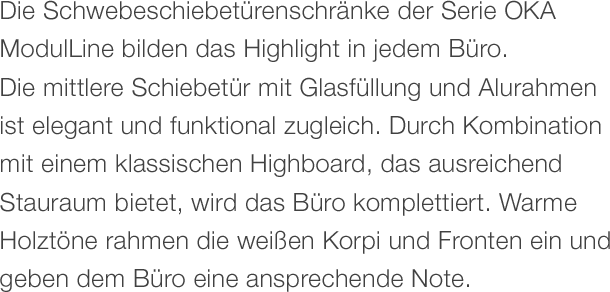 Die Schwebeschiebetürenschränke der Serie OKA
ModulLine bilden das Highlight in jedem Büro.
Die mittlere Schiebetür mit Glasfüllung und Alurahmen
ist elegant und funktional zugleich. Durch Kombination
mit einem klassischen Highboard, das ausreichend
Stauraum bietet, wird das Büro komplettiert. Warme
Holztöne rahmen die weißen Korpi und Fronten ein und
geben dem Büro eine ansprechende Note.